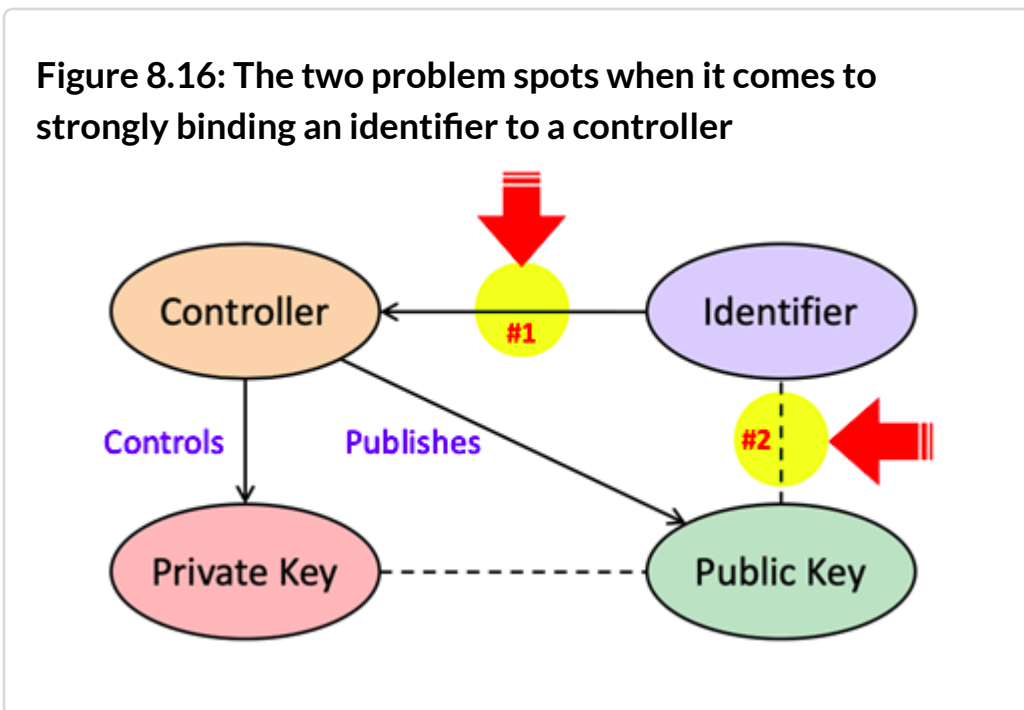 Figure 8.16: The two problem spots when it comes to
strongly binding an identifier to a controller
Controller
#1
Identifier
Controls
Publishes
#2
Private Key
Public Key